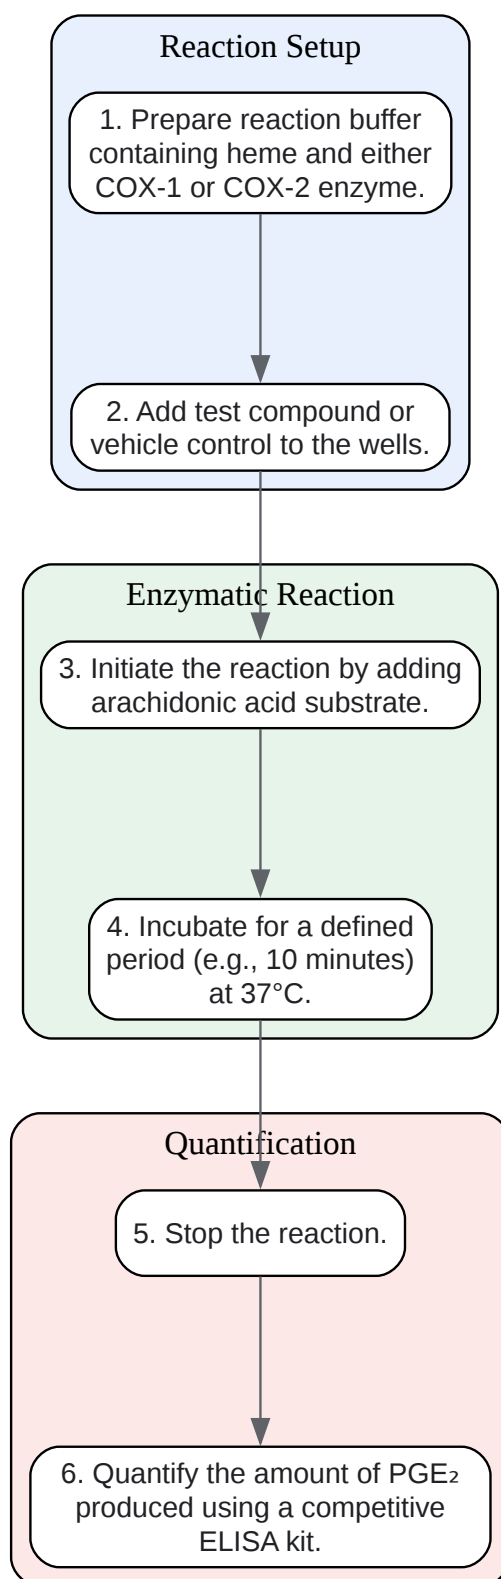 Reaction Setup
1. Prepare reaction buffer
containing heme and either
COX-1 or COX-2 enzyme.
2. Add test compound or
vehicle control to the wells.
Enzymatic Reaction
3. Initiate the reaction by adding
arachidonic acid substrate.
4. Incubate for a defined
period (e.g., 10 minutes)
at 37°C.
Quantification
5. Stop the reaction.
6. Quantify the amount of PGE₂
produced using a competitive
ELISA kit.